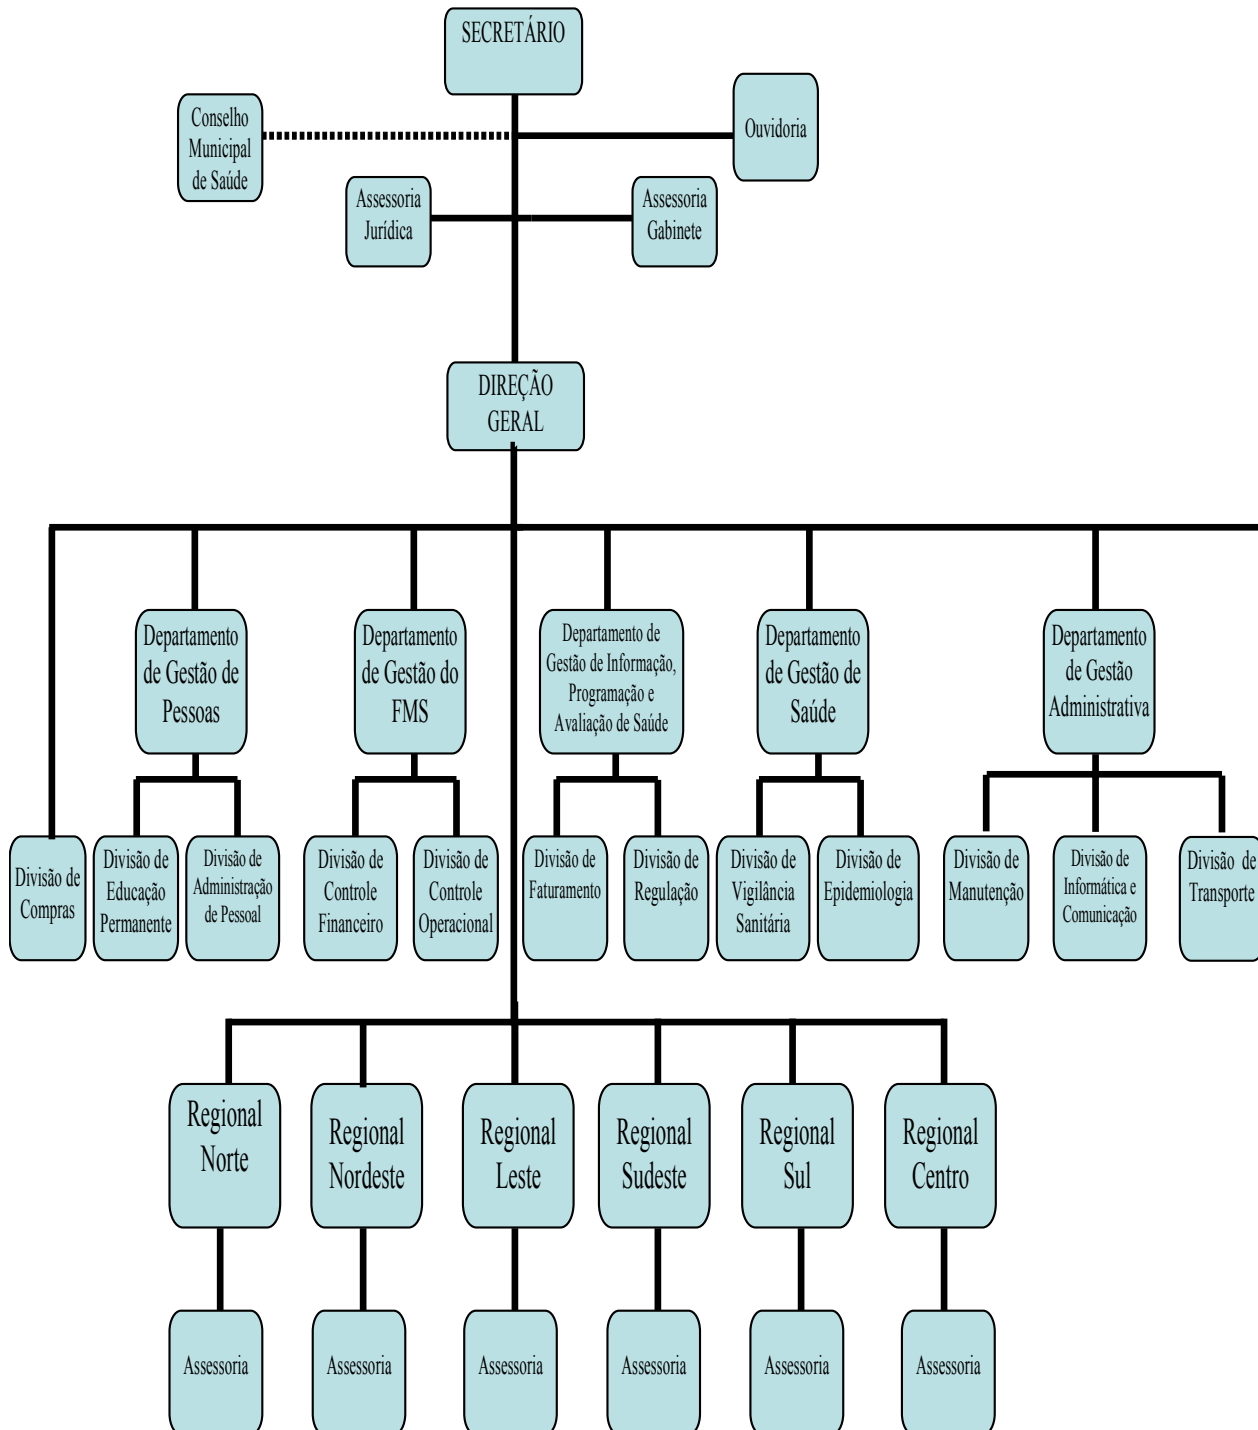 SECRETÁRIO
Conselho
Municipal
de Saúde
Ouvidoria
Assessoria
Jurídica
Assessoria
Gabinete
DIREÇÃO
GERAL
Departamento
de Gestão de
Pessoas
Departamento
de Gestão do
FMS
Departamento de
Gestão de Informação,
Programação e
Avaliação de Saúde
Departamento
de Gestão de
Saúde
Departamento
de Gestão
Administrativa
Divisão de
Compras
Divisão de
Educação
Permanente
Divisão de
Administração
de Pessoal
Divisão de
Controle
Financeiro
Divisão de
Controle
Operacional
Divisão de
Faturamento
Divisão de
Regulação
Divisão de
Vigilância
Sanitária
Divisão de
Epidemiologia
Divisão de
Manutenção
Divisão de
Informática e
Comunicação
Divisão de
Transporte
Regional
Norte
Regional
Nordeste
Regional
Leste
Regional
Sudeste
Regional
Sul
Regional
Centro
Assessoria
Assessoria
Assessoria
Assessoria
Assessoria
Assessoria